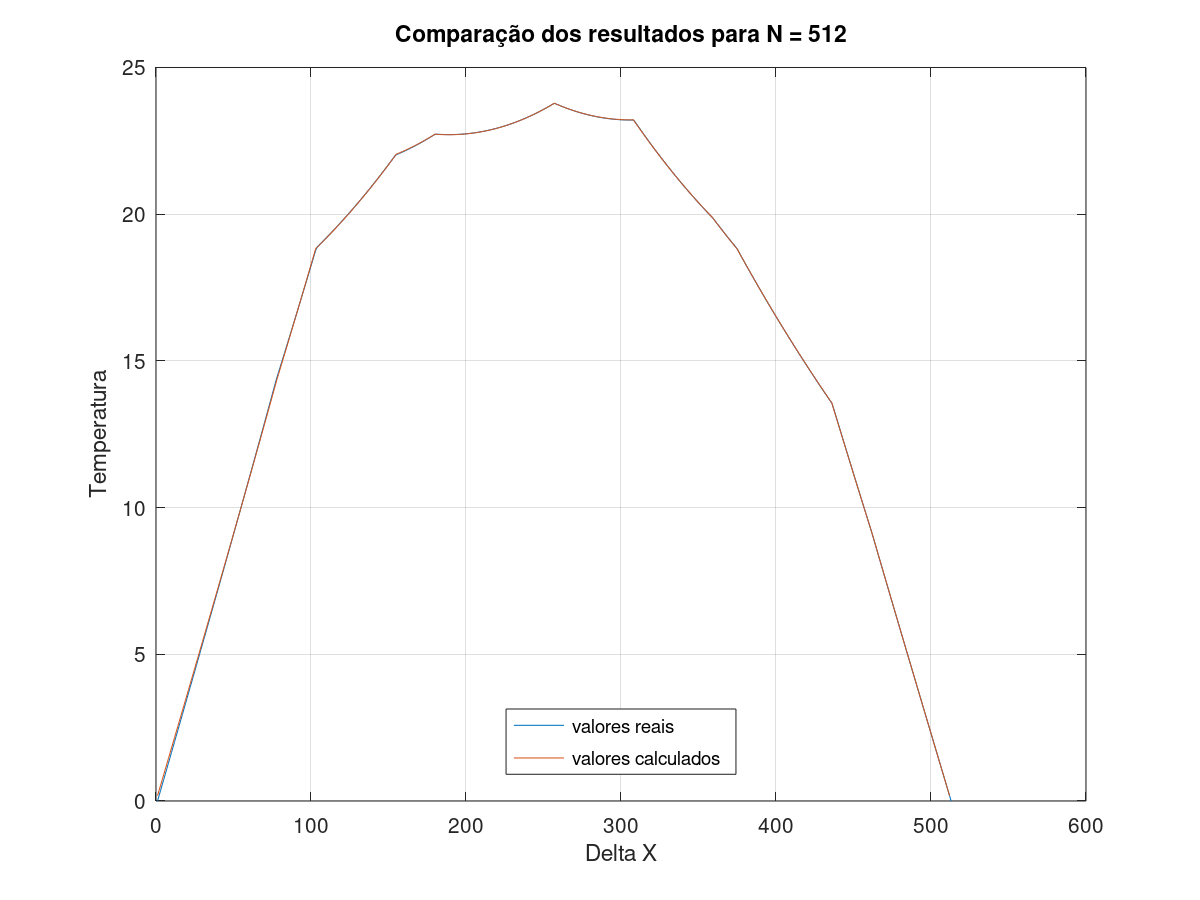 Comparação dos resultados para N = 512
25
20
15
10
5
0
Temperatura
valores reais
valores calculados
0 100 200 300 400 500 600
Delta X